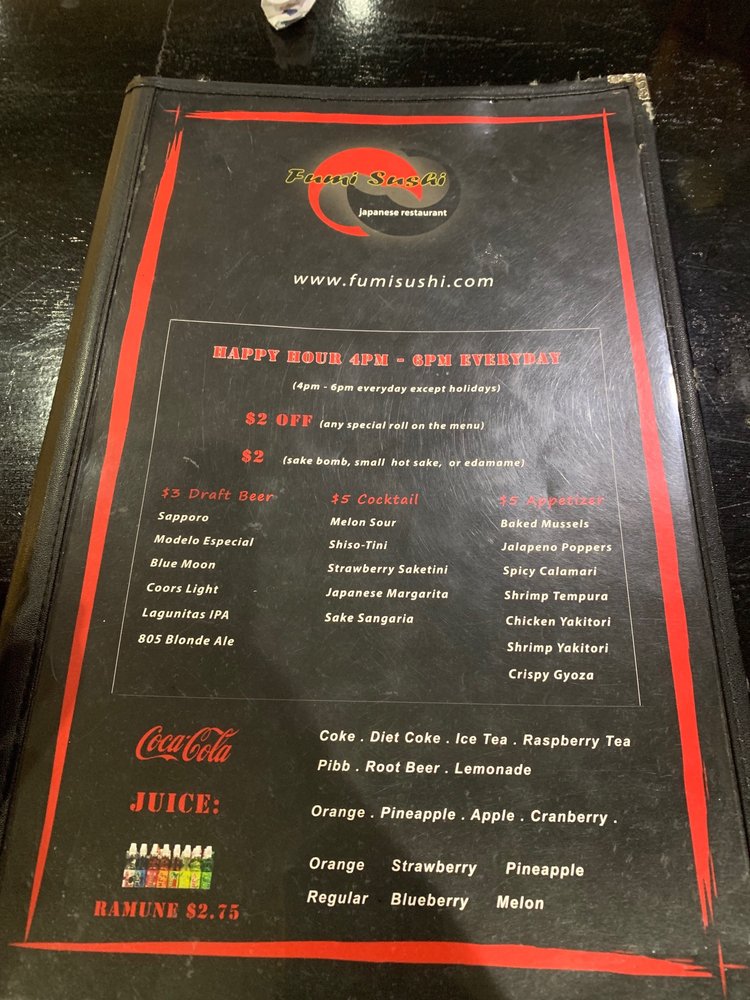 Fumi Sushi
japanese restaurant
www.fumisushi.com
HAPPY HOUR 4PM - 6PM EVERYDAY
(4pm - 6pm everyday except holidays)
$2 OFF (any special roll on the menu)
$2 (sake bomb, small hot sake, or edamame)
$3 Draft Beer
Sapporo
Modelo Especial
Blue Moon
Coors Light
Lagunitas IPA
805 Blonde Ale
$5 Cocktail
Melon Sour
Shiso-Tini
Strawberry Saketini
Japanese Margarita
Sake Sangaria
$5 Appetizer
Baked Mussels
Jalapeno Poppers
Spicy Calamari
Shrimp Tempura
Chicken Yakitori
Shrimp Yakitori
Crispy Gyoza
Coca-Cola
Coke . Diet Coke . Ice Tea . Raspberry Tea
Pibb . Root Beer . Lemonade
JUICE:
Orange . Pineapple . Apple . Cranberry .
RAMUNE $2.75
Orange Strawberry Pineapple
Regular Blueberry Melon